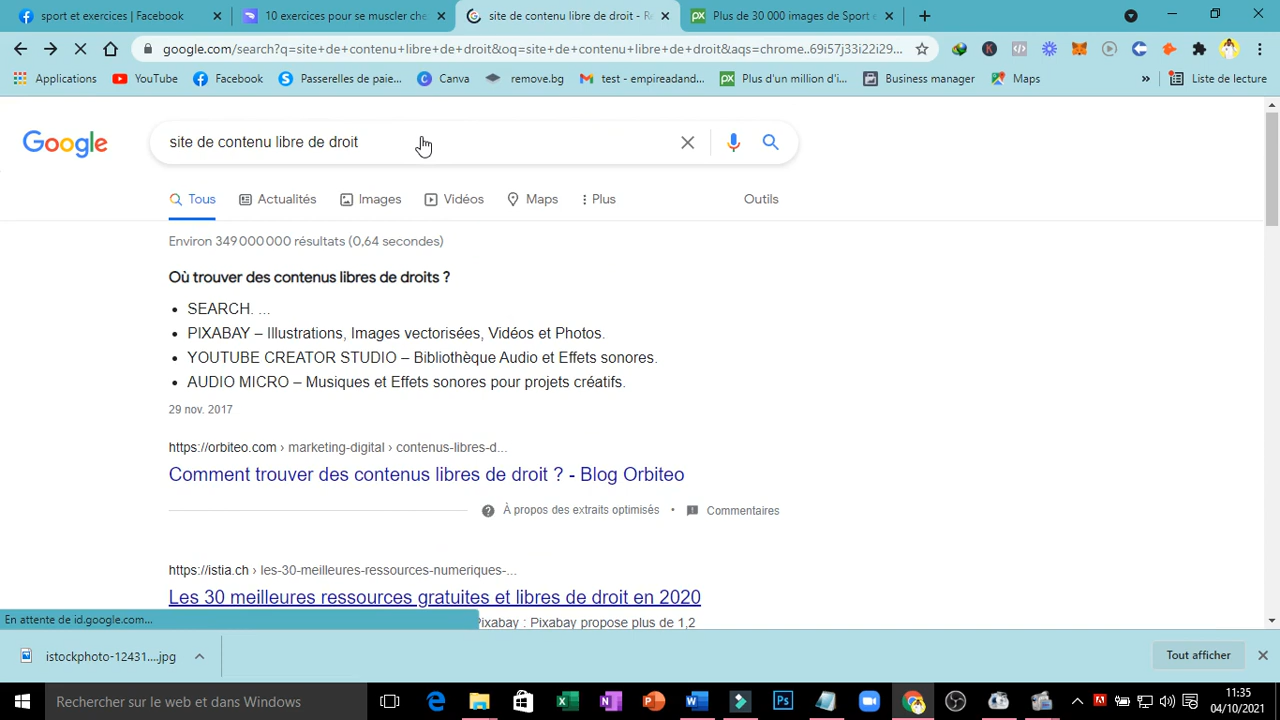 sport et exercices | Facebook
10 exercices pour se muscler che
site de contenu libre de droit - Re
Plus de 30 000 images de Sport e
google.com/search?q=site+de+contenu+libre+de+droit&oq=site+de+contenu+libre+de+droit&aqs=chrome..69i57j33i22i29...
Applications
YouTube
Facebook
Passerelles de paie...
Canva
remove.bg
test - empireadand...
Plus d'un million d'i...
Business manager
Maps
»
Liste de lecture
Google
site de contenu libre de droit
Tous
Actualités
Images
Vidéos
Maps
Plus
Outils
Environ 349 000 000 résultats (0,64 secondes)
Où trouver des contenus libres de droits ?
• SEARCH. ...
• PIXABAY – Illustrations, Images vectorisées, Vidéos et Photos.
• YOUTUBE CREATOR STUDIO – Bibliothèque Audio et Effets sonores.
• AUDIO MICRO – Musiques et Effets sonores pour projets créatifs.
29 nov. 2017
https://orbiteo.com › marketing-digital › contenus-libres-d...
Comment trouver des contenus libres de droit ? - Blog Orbiteo
À propos des extraits optimisés • Commentaires
https://istia.ch › les-30-meilleures-ressources-numeriques-...
Les 30 meilleures ressources gratuites et libres de droit en 2020
En attente de id.google.com...
Pixabay : Pixabay propose plus de 1,2
istockphoto-12431....jpg
Tout afficher
Rechercher sur le web et dans Windows
11:35
04/10/2021